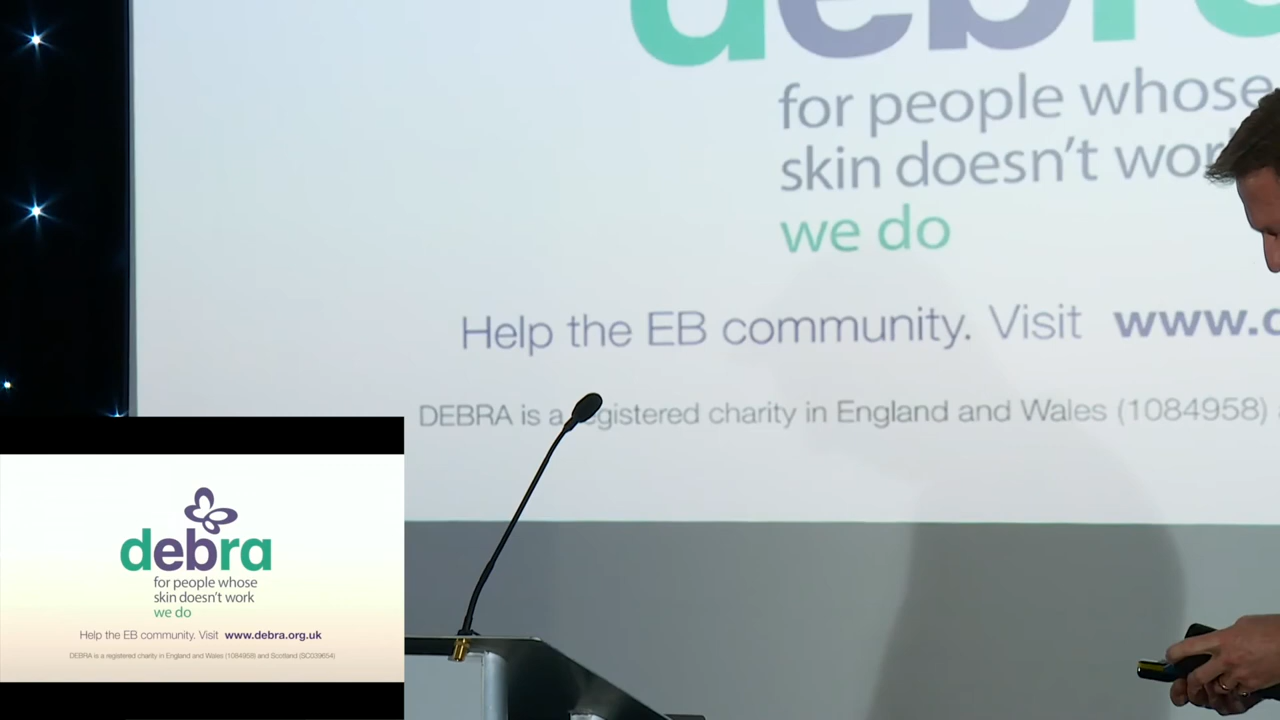 debra
for people whose
skin doesn't work
we do
Help the EB community. Visit www.
DEBRA is a registered charity in England and Wales (1084958)
debra
for people whose
skin doesn't work
we do
Help the EB community. Visit www.debra.org.uk
DEBRA is a registered charity in England and Wales (1084958) and Scotland (SC039654)